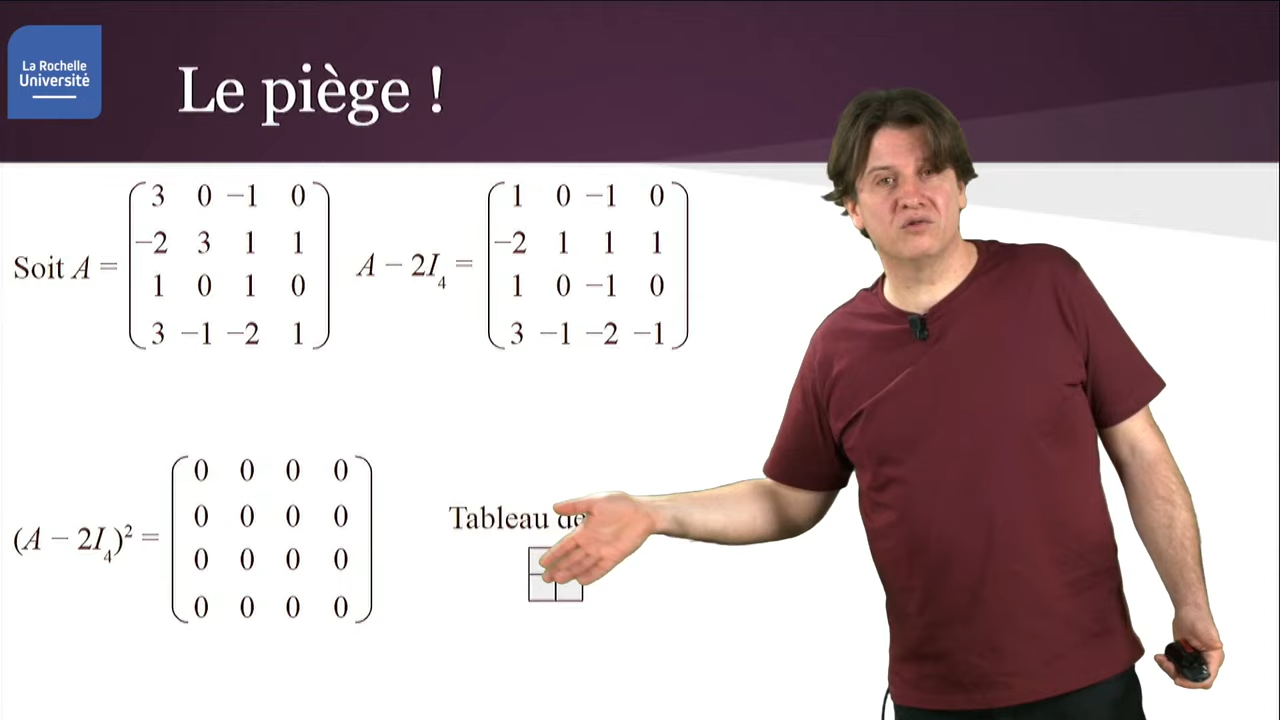 La Rochelle
Université
Le piège !
Soit A = 
3 0 −1 0
−2 3 1 1
1 0 1 0
3 −1 −2 1
A − 2I₄ =
1 0 −1 0
−2 1 1 1
1 0 −1 0
3 −1 −2 −1
(A − 2I₄)² =
0 0 0 0
0 0 0 0
0 0 0 0
0 0 0 0
Tableau